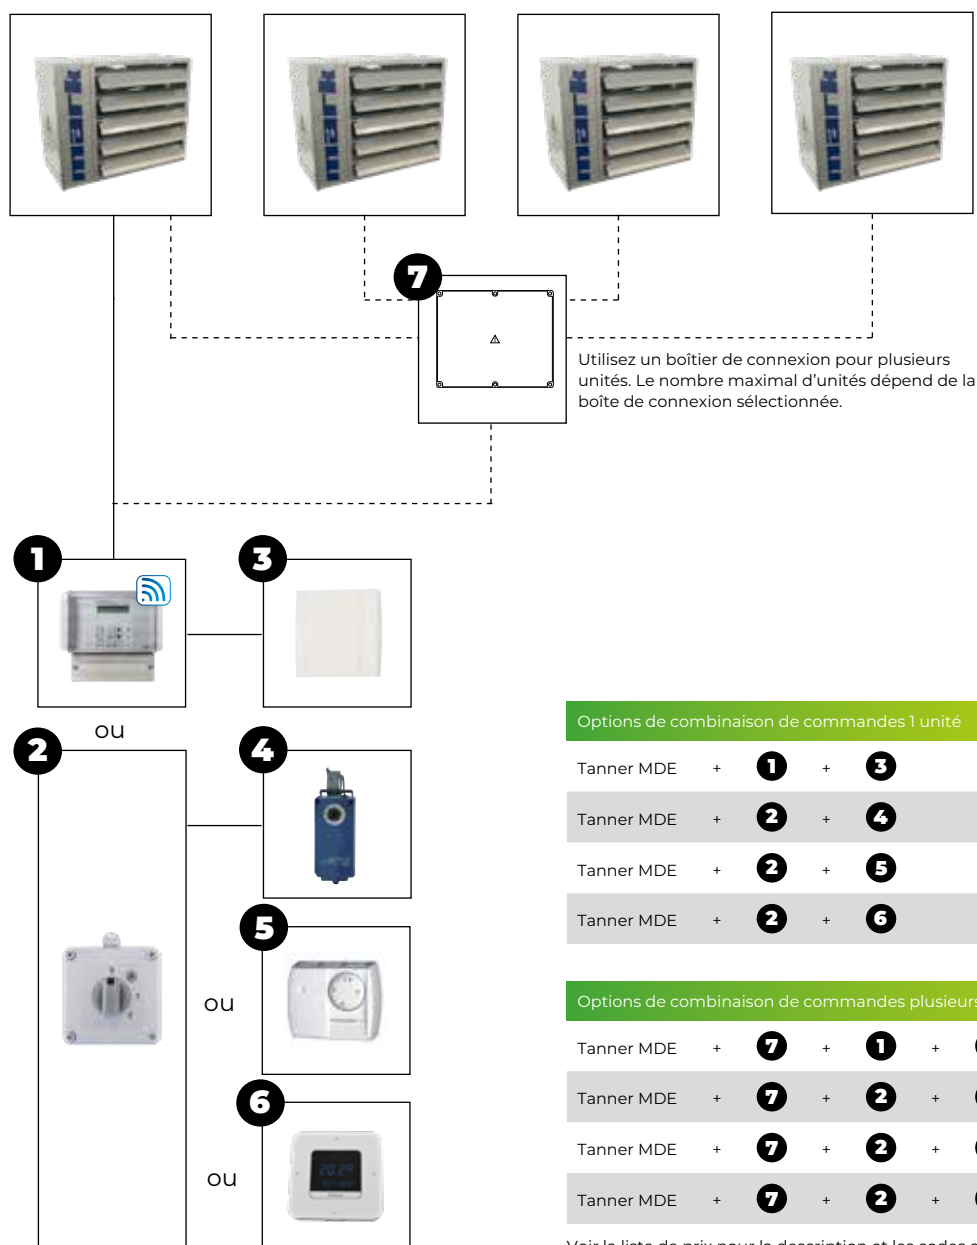 7
Utilisez un boîtier de connexion pour plusieurs
unités. Le nombre maximal d'unités dépend de la
boîte de connexion sélectionnée.
1
3
ou
2
4
5
ou
6
20.2°
ou
Options de combinaison de commandes 1 unité
Tanner MDE + 1 + 3
Tanner MDE + 2 + 4
Tanner MDE + 2 + 5
Tanner MDE + 2 + 6
Options de combinaison de commandes plusieurs
Tanner MDE + 7 + 1 +
Tanner MDE + 7 + 2 +
Tanner MDE + 7 + 2 +
Tanner MDE + 7 + 2 +